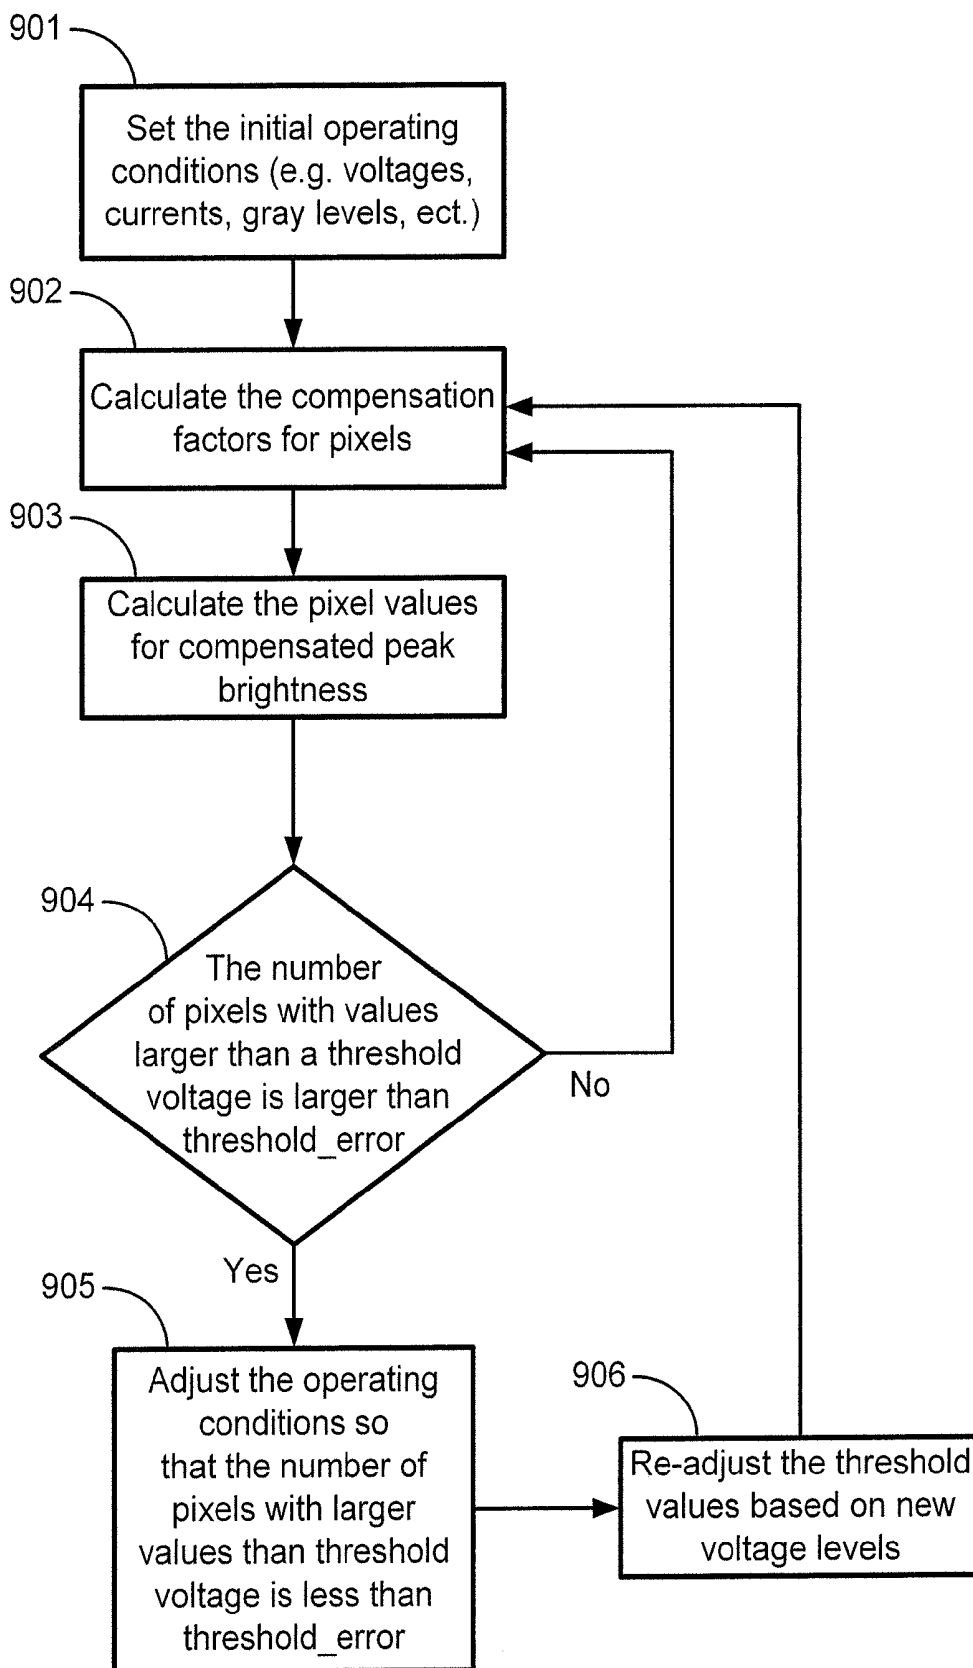 901
Set the initial operating
conditions (e.g. voltages,
currents, gray levels, ect.)
902
Calculate the compensation
factors for pixels
903
Calculate the pixel values
for compensated peak
brightness
904
The number
of pixels with values
larger than a threshold
voltage is larger than
threshold_error
No
Yes
905
Adjust the operating
conditions so
that the number of
pixels with larger
values than threshold
voltage is less than
threshold_error
906
Re-adjust the threshold
values based on new
voltage levels